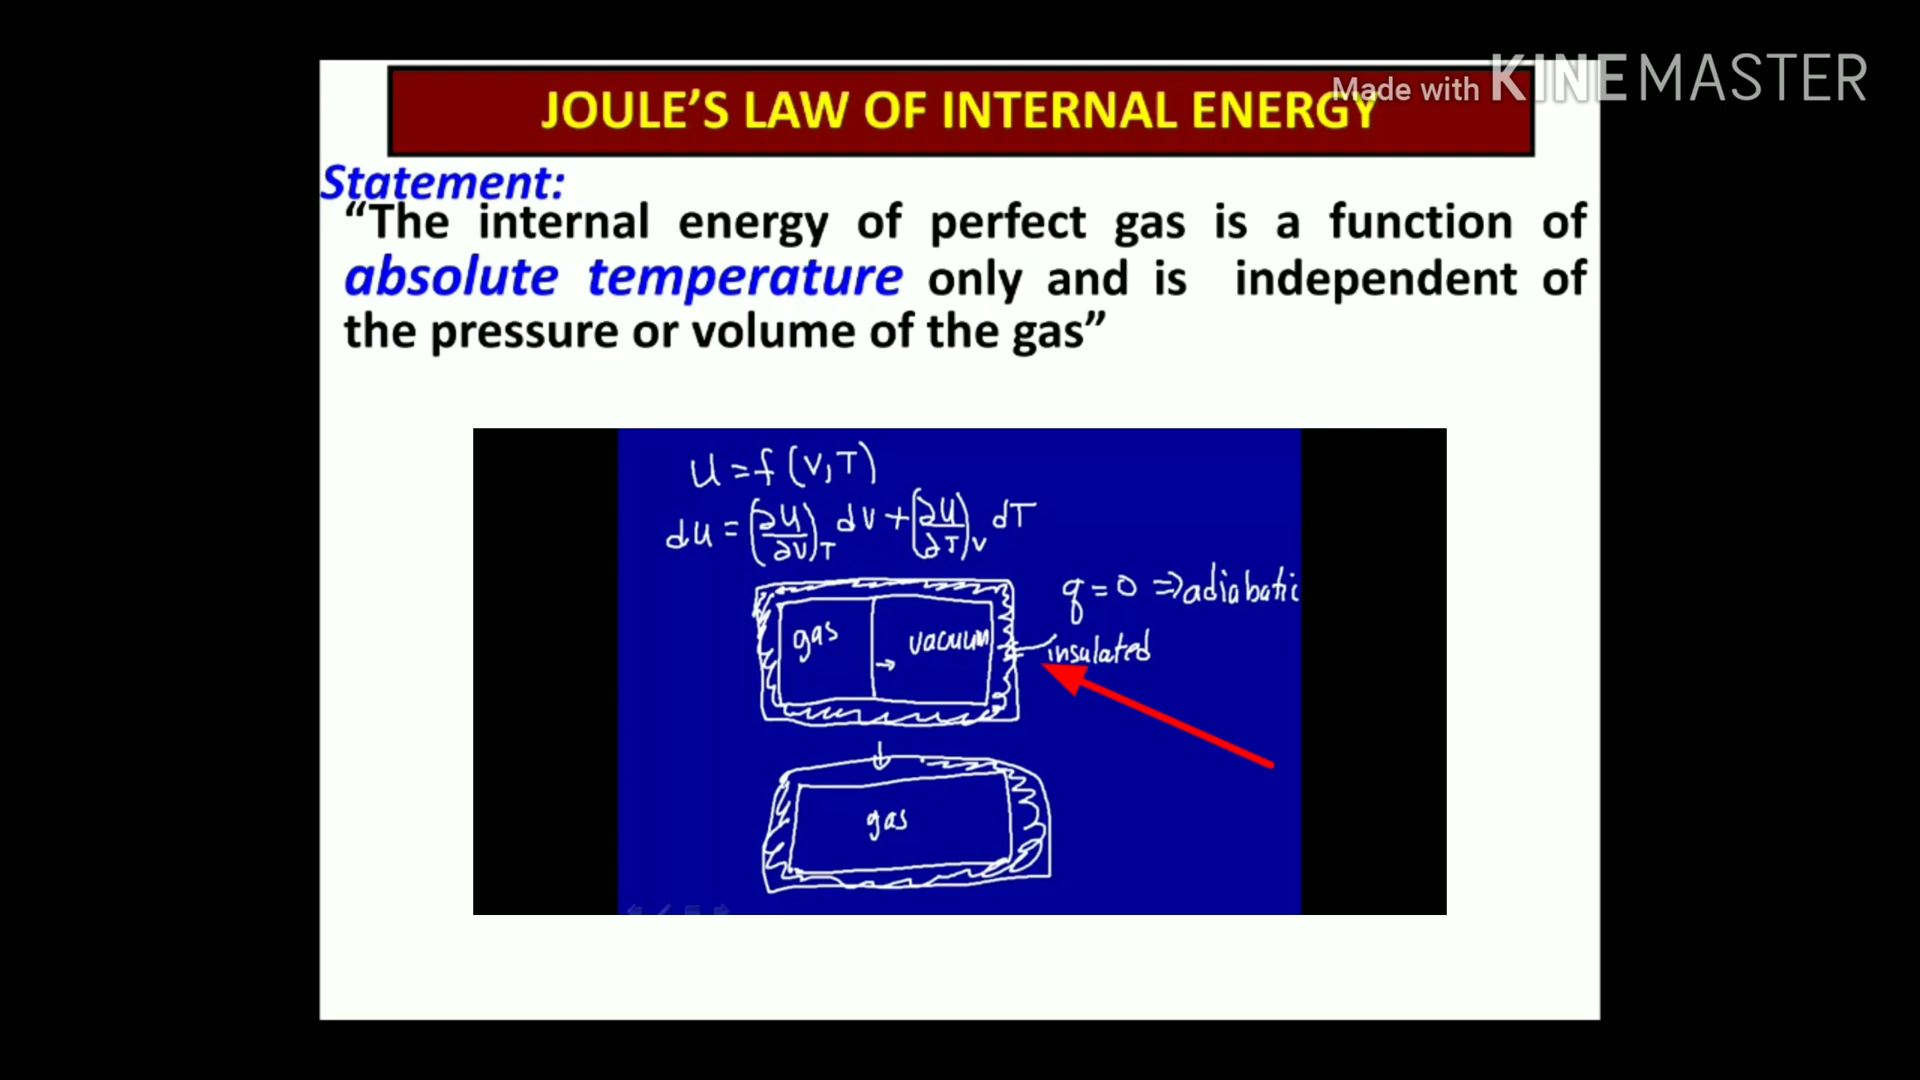 Made with KINEMASTER
JOULE’S LAW OF INTERNAL ENERGY
Statement:
“The internal energy of perfect gas is a function of
absolute temperature only and is independent of
the pressure or volume of the gas”
U = f (V, T)
dU = (∂U/∂V)_T dV + (∂U/∂T)_V dT
q = 0 ⇒ adiabatic
gas
vacuum
insulated
gas